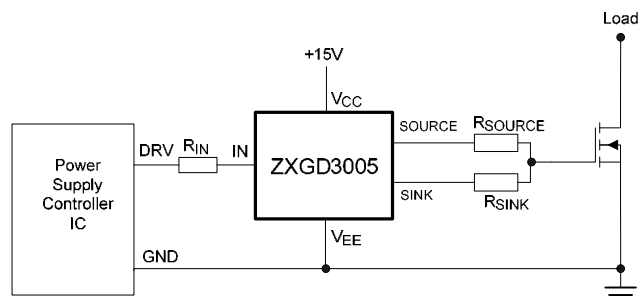 Load
+15V
VCC
SOURCE
RSOURCE
DRV
RIN
IN
ZXGD3005
Power
Supply
Controller
IC
SINK
RSINK
VEE
GND